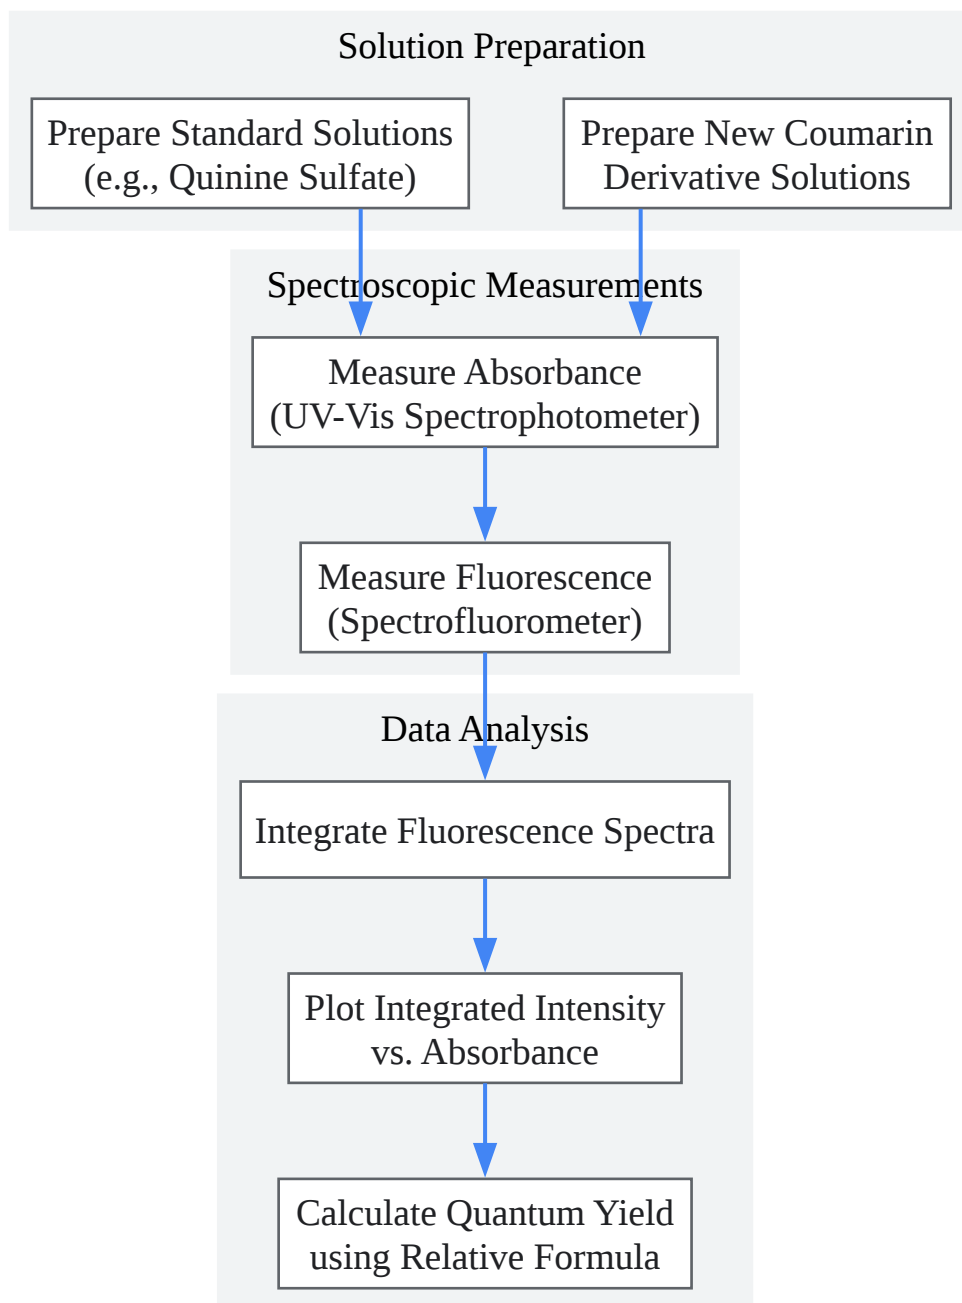 Solution Preparation
Prepare Standard Solutions
(e.g., Quinine Sulfate)
Prepare New Coumarin
Derivative Solutions
Spectroscopic Measurements
Measure Absorbance
(UV-Vis Spectrophotometer)
Measure Fluorescence
(Spectrofluorometer)
Data Analysis
Integrate Fluorescence Spectra
Plot Integrated Intensity
vs. Absorbance
Calculate Quantum Yield
using Relative Formula